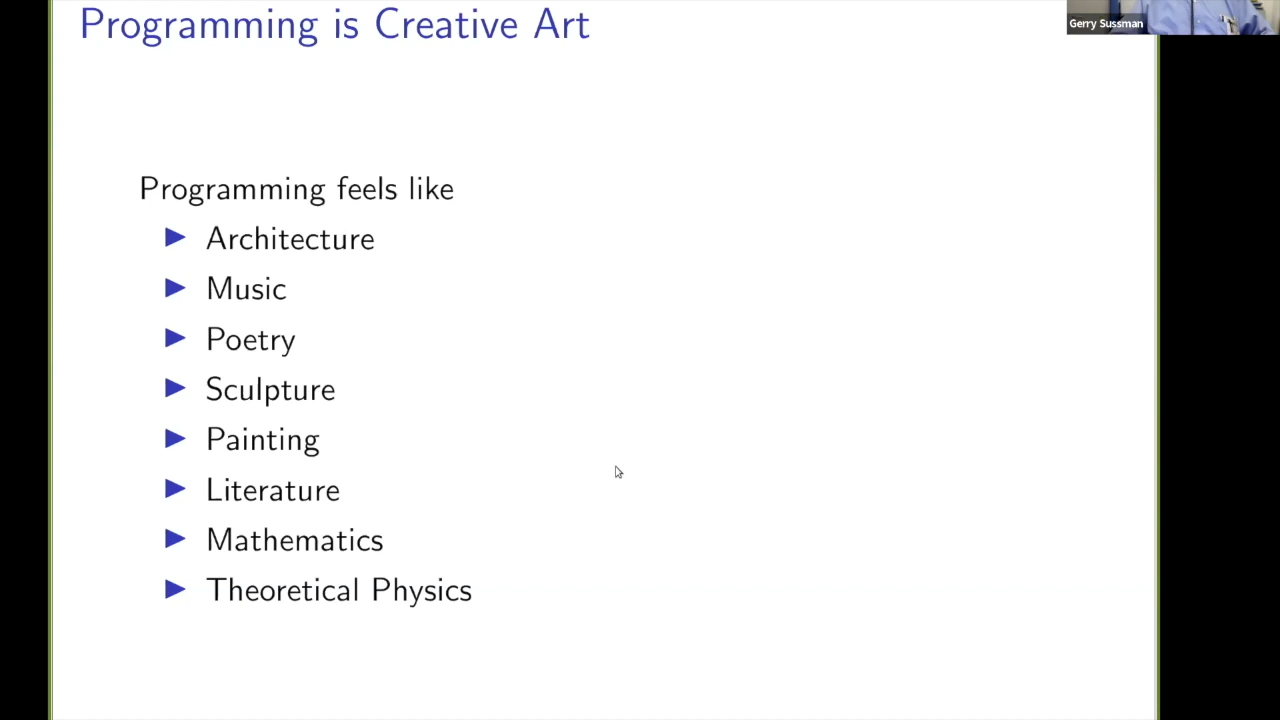 Programming is Creative Art
Gerry Sussman
Programming feels like
Architecture
Music
Poetry
Sculpture
Painting
Literature
Mathematics
Theoretical Physics